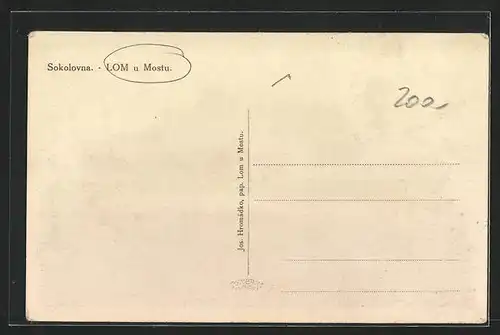 Sokolovna. - LOM u Mostu.
200,
Jos. Hromádko, pap. Lom u Mostu.